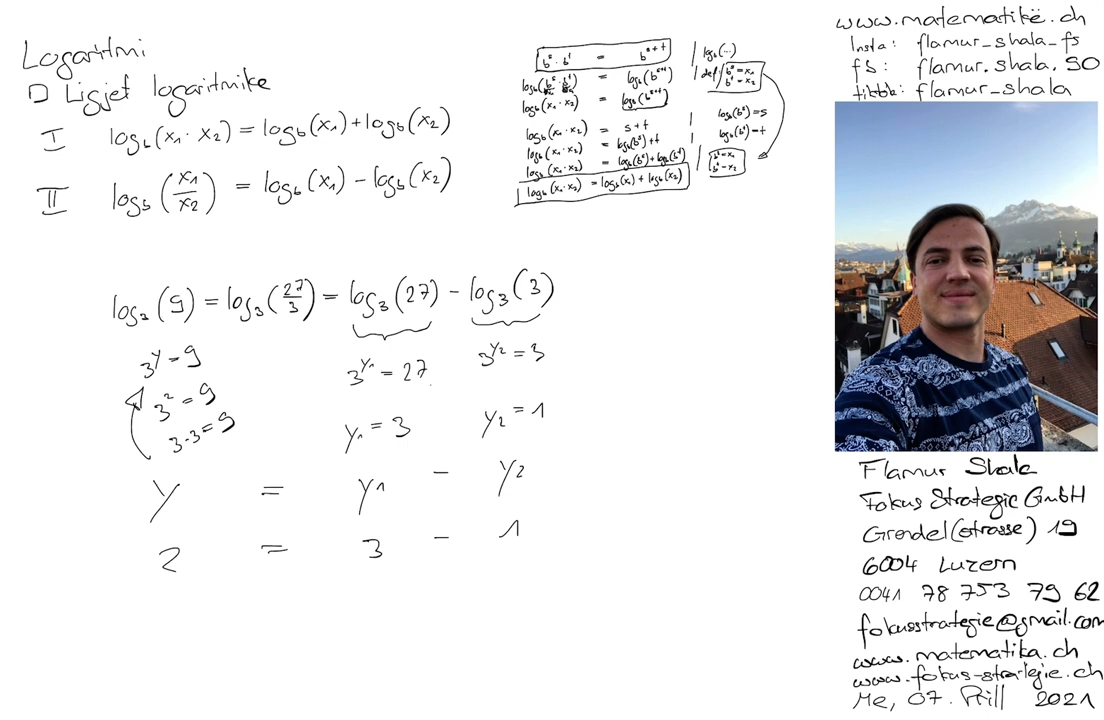 Logaritmi
1) Ligjet logaritmike
I log_b(x₁·x₂) = log_b(x₁) + log_b(x₂)
II log_b(x₁/x₂) = log_b(x₁) − log_b(x₂)
b^s · b^t = b^(s+t) | log_b(...)
log_b(b^s·b^t) = log_b(b^(s+t)) | def. b^s = x₁
b^t = x₂
log_b(x₁·x₂) = log_b(b^(s+t))
log_b(b^s) = s
log_b(x₁·x₂) = s+t | log_b(b^t) = t
log_b(x₁·x₂) = log_b(b^s) + t |
log_b(x₁·x₂) = log_b(b^s) + log_b(b^t) | b^s = x₁
b^t = x₂
log_b(x₁·x₂) = log_b(x₁) + log_b(x₂)
log₃(9) = log₃(27/3) = log₃(27) − log₃(3)
3^y = 9 3^y₁ = 27 3^y₂ = 3
3² = 9
3·3 = 9 y₁ = 3 y₂ = 1
y = y₁ − y₂
2 = 3 − 1
www.matematikë.ch
Insta: flamur_shala_fs
fs: flamur.shala.90
tiktok: flamur_shala
Flamur Shala
Fokus Strategie GmbH
Grendel(strasse) 19
6004 Luzern
0041 78 753 79 62
fokusstrategie@gmail.com
www.matematika.ch
www.fokus-strategie.ch
Me, 07. Prill 2021